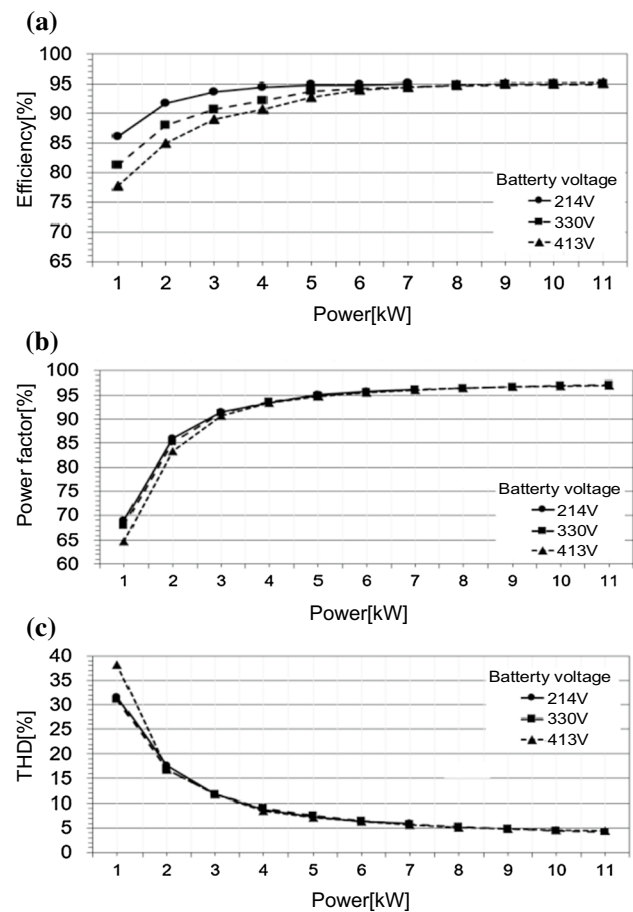 (a)
Efficiency[%]
100
95
90
85
80
75
70
65
Batterty voltage
214V
330V
413V
1 2 3 4 5 6 7 8 9 10 11
Power[kW]
(b)
Power factor[%]
100
95
90
85
80
75
70
65
60
Batterty voltage
214V
330V
413V
1 2 3 4 5 6 7 8 9 10 11
Power[kW]
(c)
THD[%]
40
35
30
25
20
15
10
5
0
Batterty voltage
214V
330V
413V
1 2 3 4 5 6 7 8 9 10 11
Power[kW]